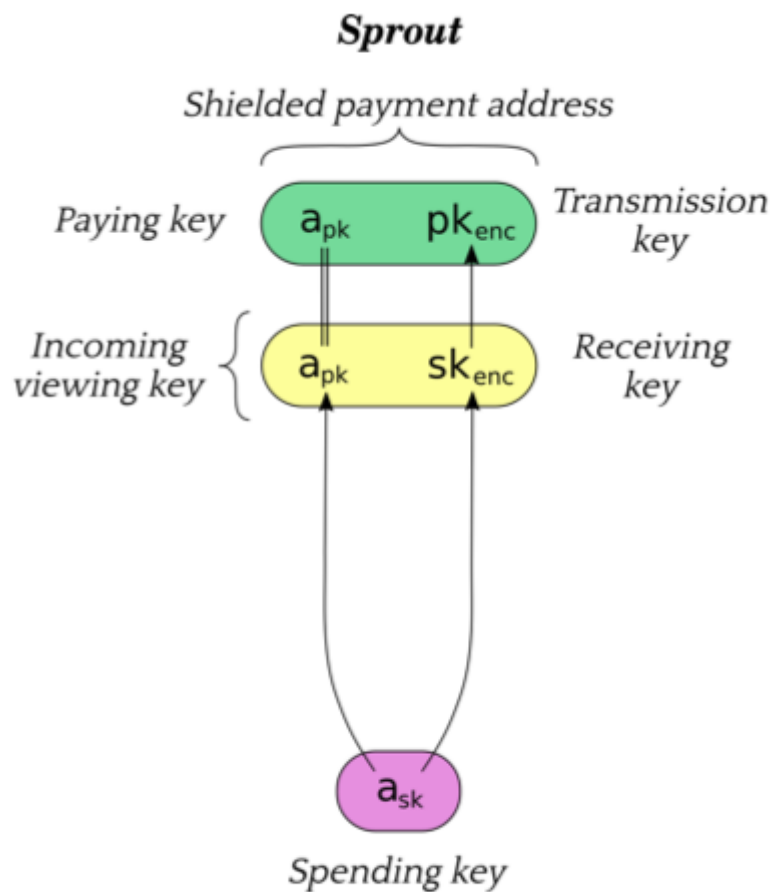 Sprout
Shielded payment address
Paying key
a_pk
pk_enc
Transmission
key
Incoming
viewing key
a_pk
sk_enc
Receiving
key
a_sk
Spending key